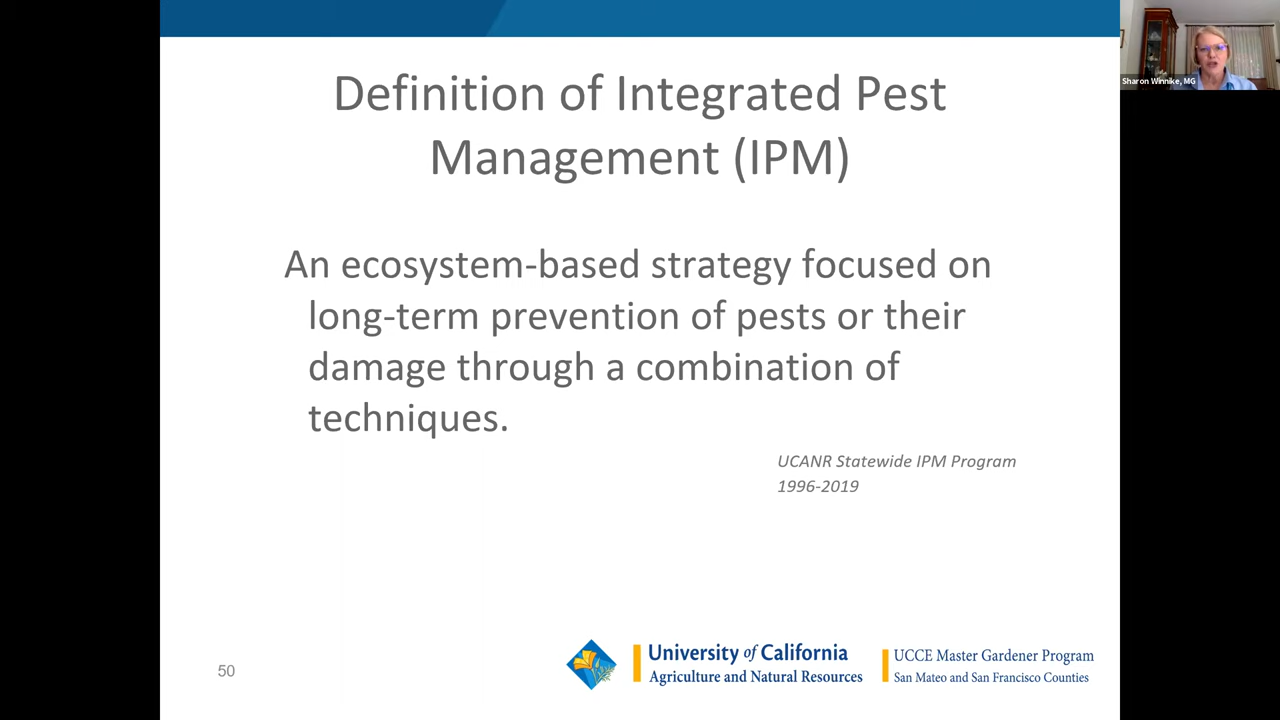 Definition of Integrated Pest
Management (IPM)
An ecosystem-based strategy focused on
long-term prevention of pests or their
damage through a combination of
techniques.
UCANR Statewide IPM Program
1996-2019
50
University of California
Agriculture and Natural Resources
UCCE Master Gardener Program
San Mateo and San Francisco Counties
Sharon Winnike, MG